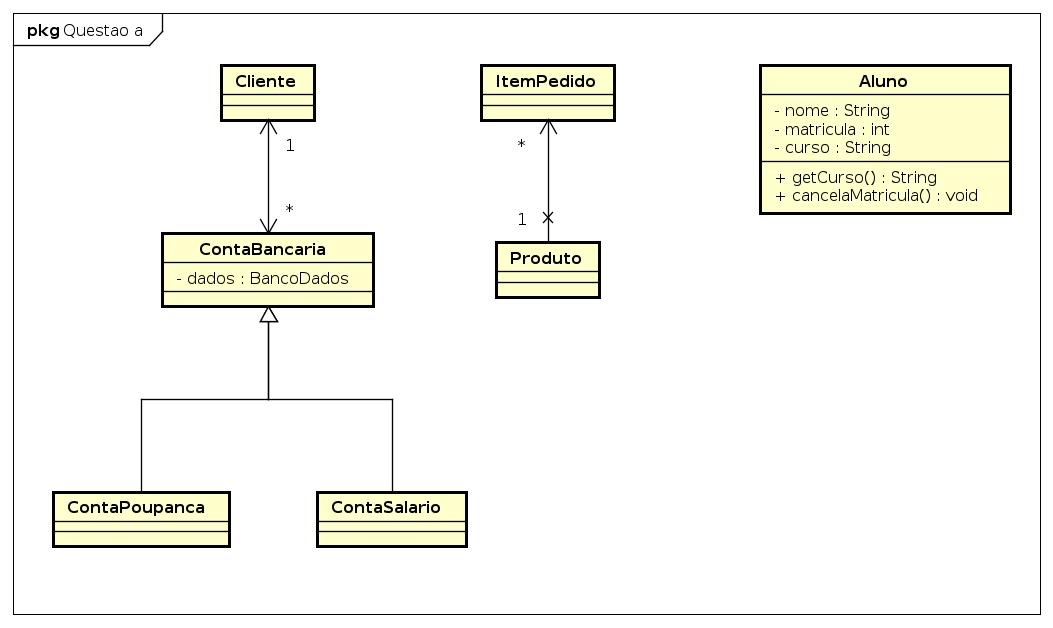 pkg Questao a
Cliente
1
*
ContaBancaria
- dados : BancoDados
ContaPoupanca
ContaSalario
ItemPedido
*
1
Produto
Aluno
- nome : String
- matricula : int
- curso : String
+ getCurso() : String
+ cancelaMatricula() : void